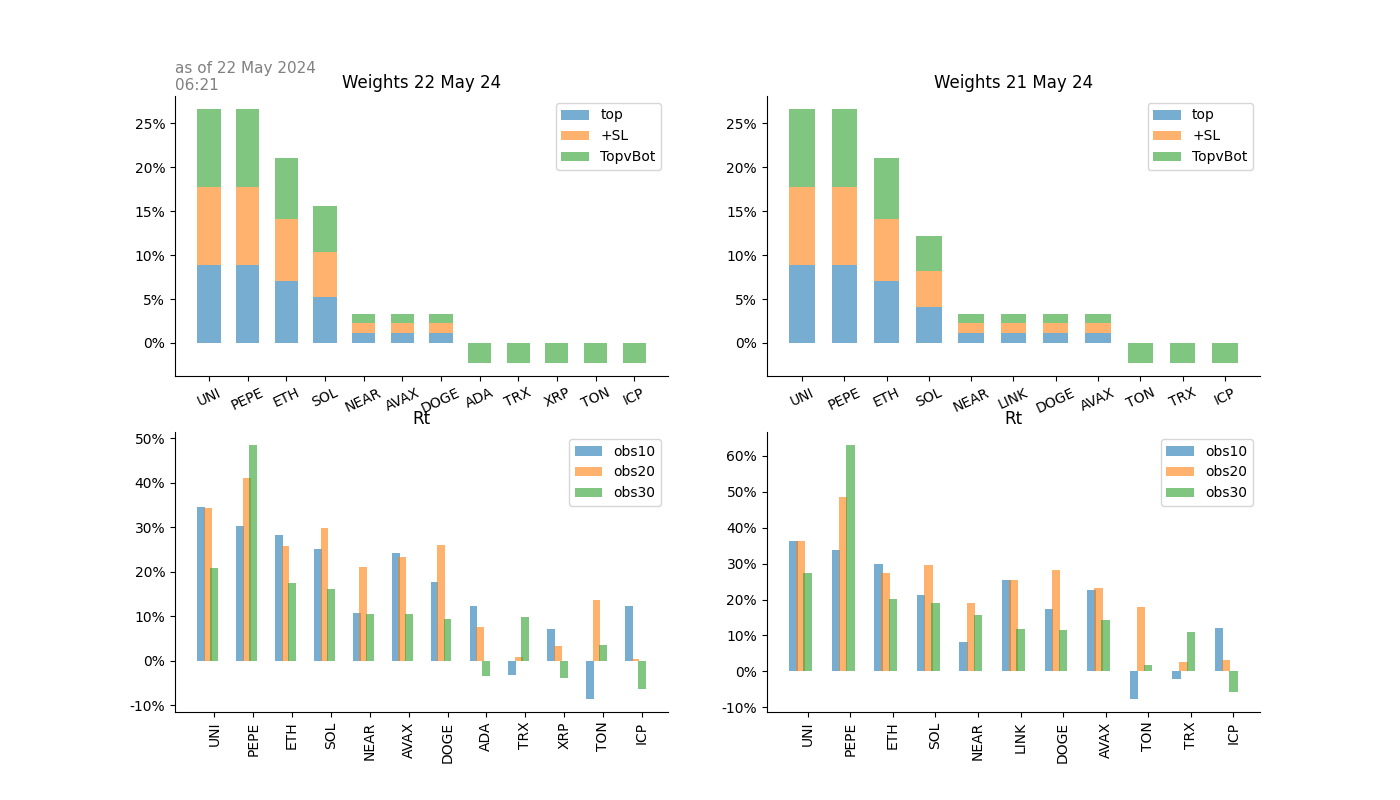 as of 22 May 2024
06:21
Weights 22 May 24
25%
20%
15%
10%
5%
0%
top
+SL
TopvBot
UNI PEPE ETH SOL NEAR AVAX DOGE ADA TRX XRP TON ICP
Weights 21 May 24
25%
20%
15%
10%
5%
0%
top
+SL
TopvBot
UNI PEPE ETH SOL NEAR LINK DOGE AVAX TON TRX ICP
Rt
50%
40%
30%
20%
10%
0%
-10%
obs10
obs20
obs30
UNI PEPE ETH SOL NEAR AVAX DOGE ADA TRX XRP TON ICP
Rt
60%
50%
40%
30%
20%
10%
0%
-10%
obs10
obs20
obs30
UNI PEPE ETH SOL NEAR LINK DOGE AVAX TON TRX ICP